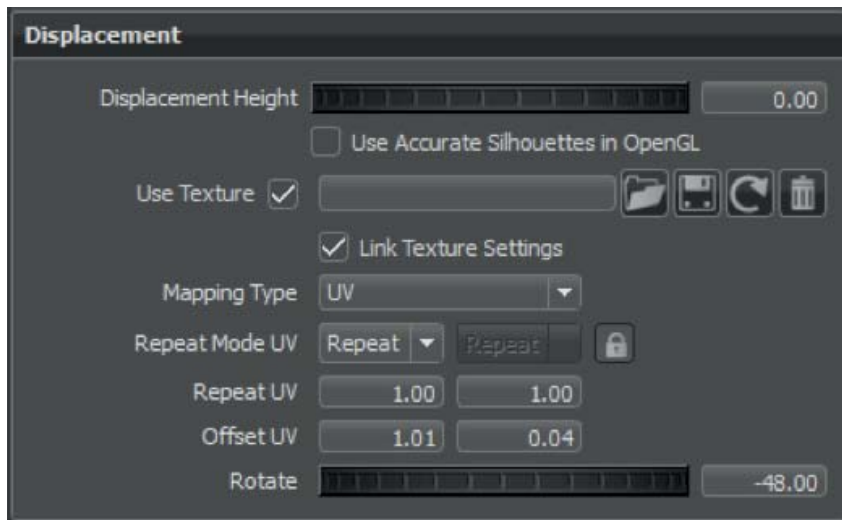 Displacement
Displacement Height 0.00
Use Accurate Silhouettes in OpenGL
Use Texture
Link Texture Settings
Mapping Type UV
Repeat Mode UV Repeat Repeat
Repeat UV 1.00 1.00
Offset UV 1.01 0.04
Rotate -48.00